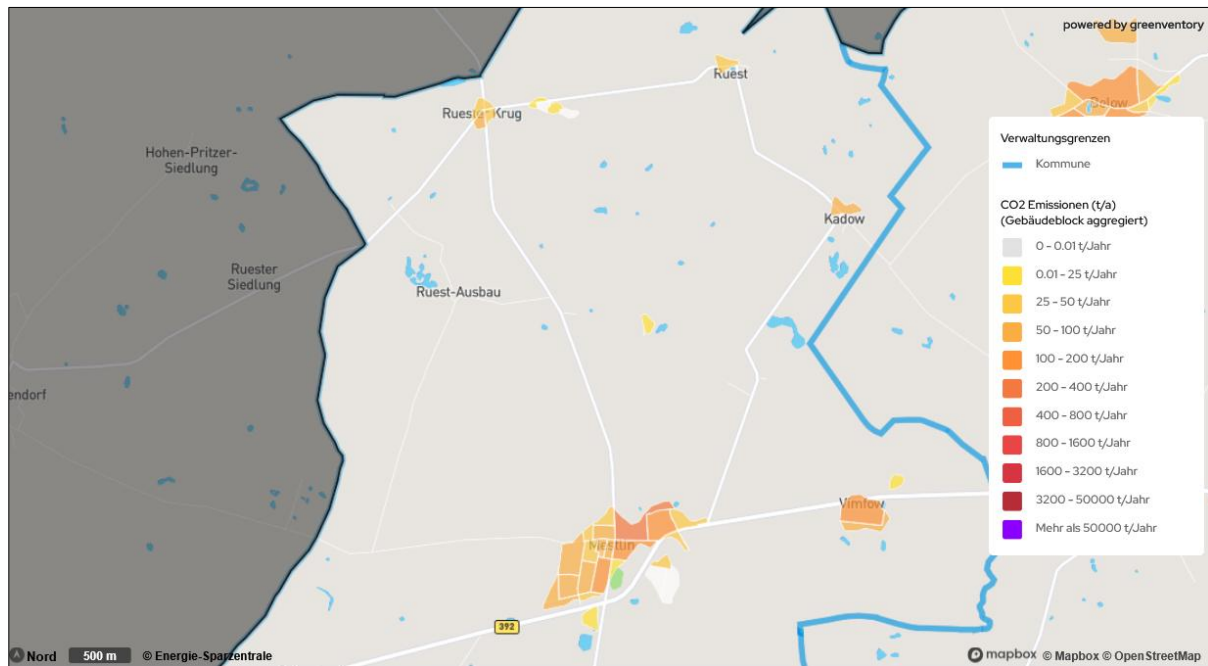 powered by greenventory
Ruest
Ruester Krug
Below
Verwaltungsgrenzen
Kommune
Hohen-Pritzer-
Siedlung
CO2 Emissionen (t/a)
(Gebäudeblock aggregiert)
Kadow
0 - 0.01 t/Jahr
Ruester
Siedlung
0.01 - 25 t/Jahr
Ruest-Ausbau
25 - 50 t/Jahr
50 - 100 t/Jahr
100 - 200 t/Jahr
endorf
200 - 400 t/Jahr
400 - 800 t/Jahr
800 - 1600 t/Jahr
1600 - 3200 t/Jahr
3200 - 50000 t/Jahr
Vimfow
Mehr als 50000 t/Jahr
Mestlin
392
Nord
500 m
© Energie-Sparzentrale
mapbox © Mapbox © OpenStreetMap